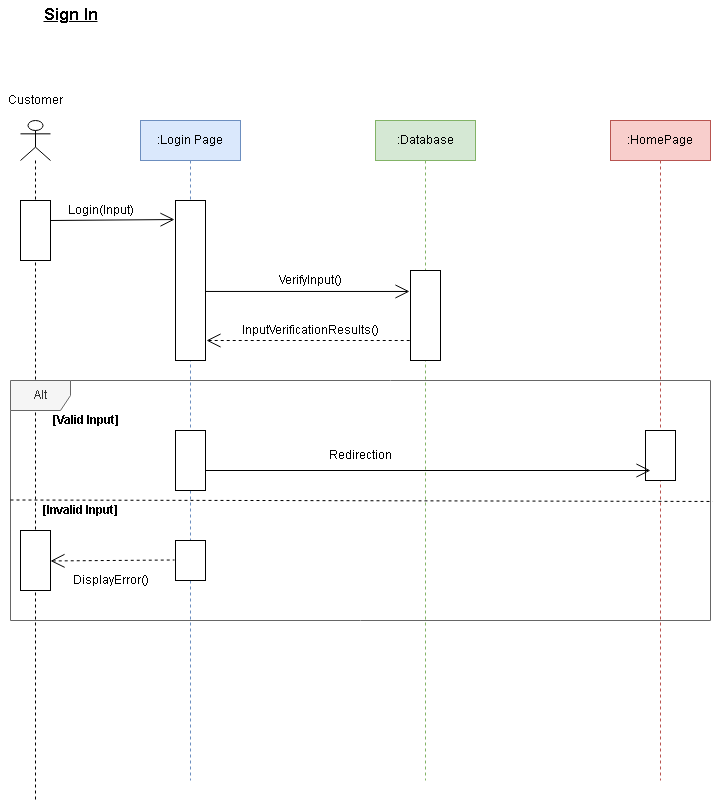 Sign In
Customer
:Login Page
:Database
:HomePage
Login(Input)
VerifyInput()
InputVerificationResults()
Alt
[Valid Input]
Redirection
[Invalid Input]
DisplayError()